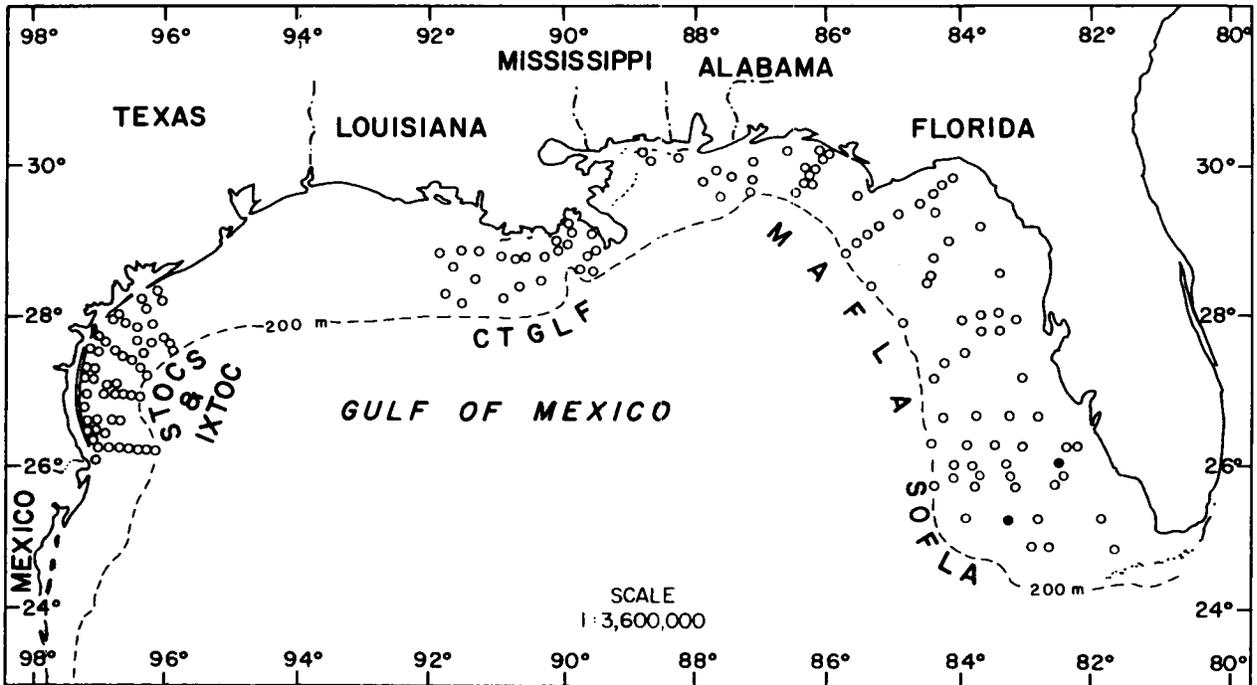 98° 96° 94° 92° 90° 88° 86° 84° 82° 80°
MISSISSIPPI
ALABAMA
TEXAS
LOUISIANA
FLORIDA
30° 30°
MAFLA
28° 28°
200 m
CTGLF
STOCS
&
IXTOC
GULF OF MEXICO
26° 26°
SOFLA
MEXICO
200 m
SCALE
1:3,600,000
24° 24°
98° 96° 94° 92° 90° 88° 86° 84° 82° 80°